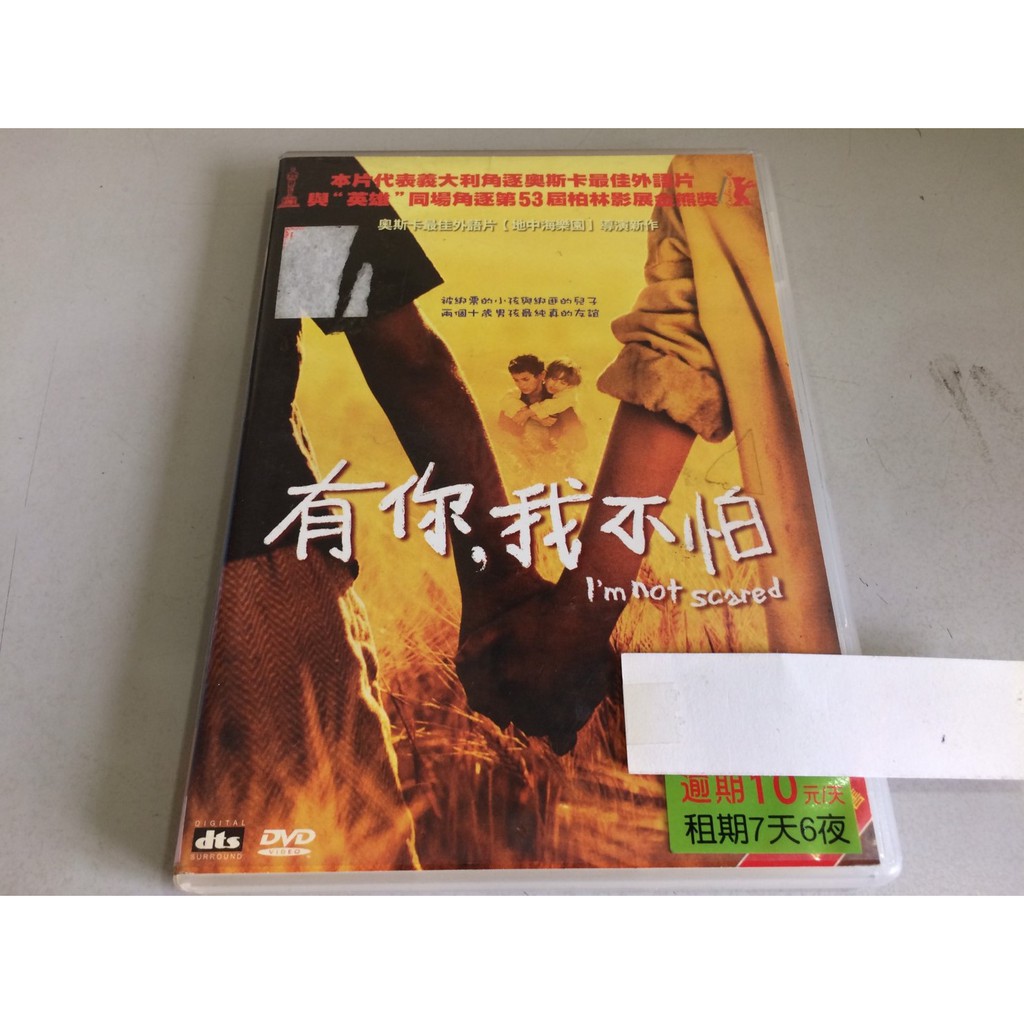 本片代表義大利角逐奧斯卡最佳外語片
與“英雄”同場角逐第53屆柏林影展金熊獎
奧斯卡最佳外語片【地中海樂園】導演新作
被綁票的小孩與綁匪的兒子
兩個十歲男孩最純真的友誼
有你,我不怕
I'm not scared
逾期10元/天
租期7天6夜
DIGITAL
dts
SURROUND
DVD
VIDEO